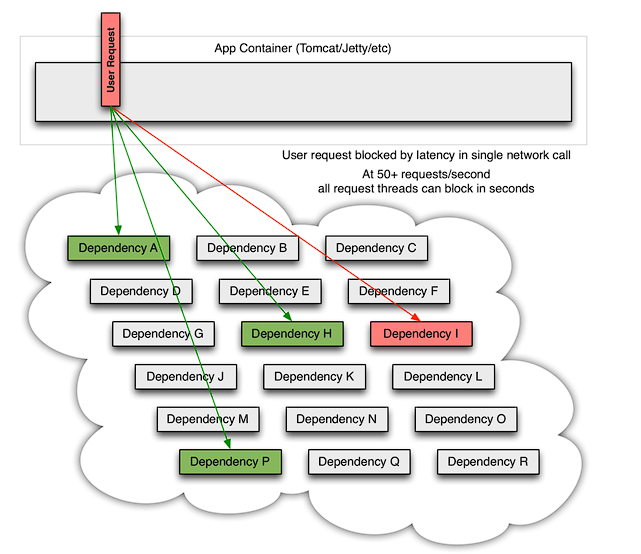 User Request
App Container (Tomcat/Jetty/etc)
User request blocked by latency in single network call
At 50+ requests/second
all request threads can block in seconds
Dependency A
Dependency B
Dependency C
Dependency D
Dependency E
Dependency F
Dependency G
Dependency H
Dependency I
Dependency J
Dependency K
Dependency L
Dependency M
Dependency N
Dependency O
Dependency P
Dependency Q
Dependency R